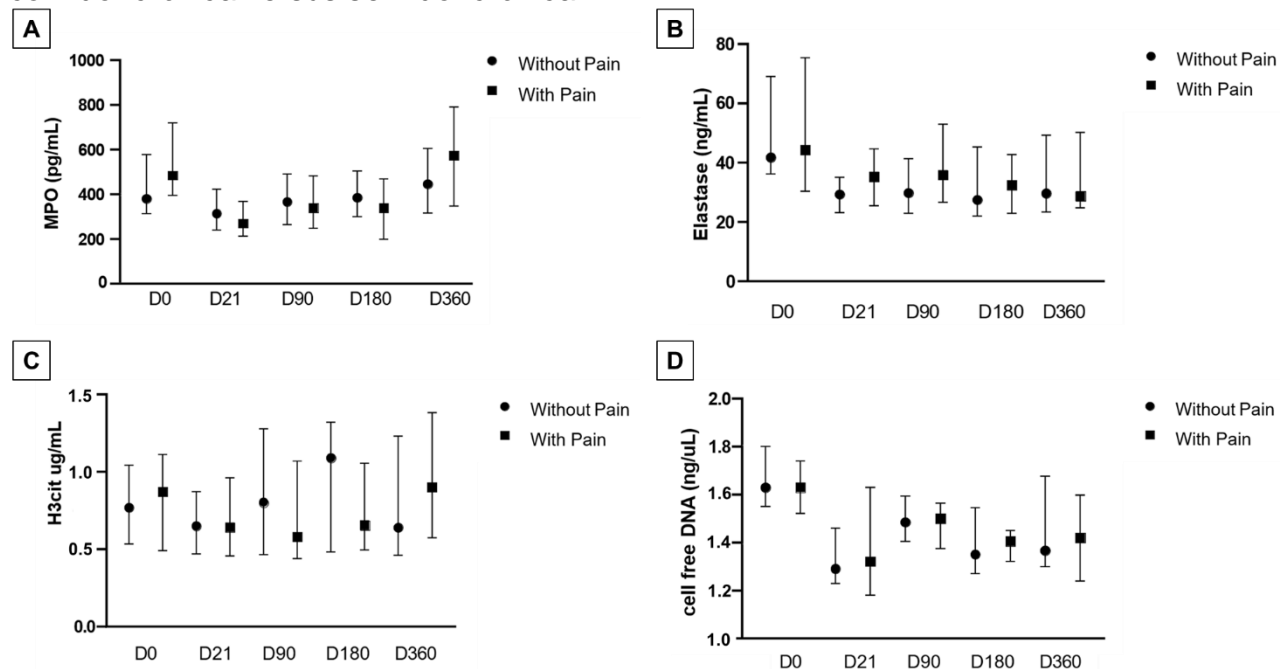 A
MPO (pg/mL)
1000
800
600
400
200
0
D0 D21 D90 D180 D360
Without Pain
With Pain
B
Elastase (ng/mL)
80
60
40
20
0
D0 D21 D90 D180 D360
Without Pain
With Pain
C
H3cit ug/mL
1.5
1.0
0.5
0.0
D0 D21 D90 D180 D360
Without Pain
With Pain
D
cell free DNA (ng/uL)
2.0
1.8
1.6
1.4
1.2
1.0
D0 D21 D90 D180 D360
Without Pain
With Pain